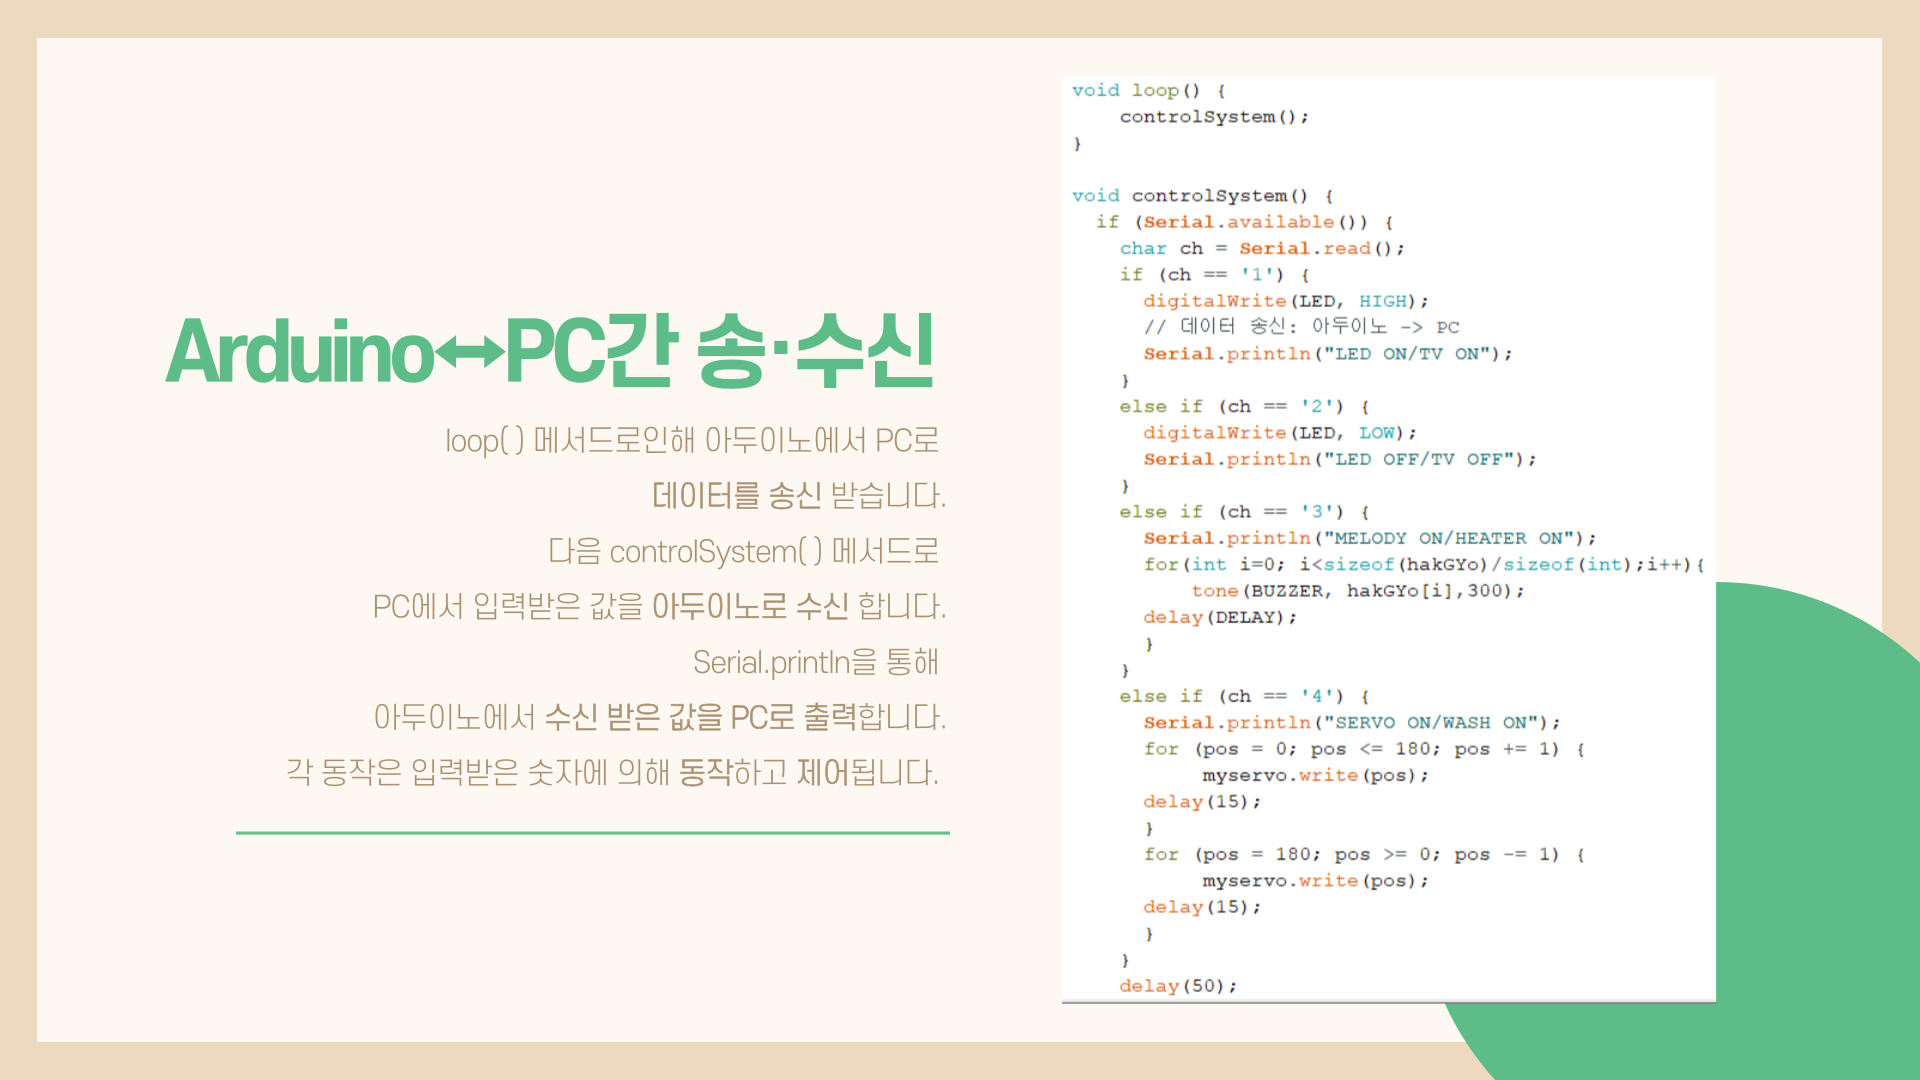 Arduino↔PC간 송·수신
loop( ) 메서드로인해 아두이노에서 PC로
데이터를 송신 받습니다.
다음 controlSystem( ) 메서드로
PC에서 입력받은 값을 아두이노로 수신 합니다.
Serial.println을 통해
아두이노에서 수신 받은 값을 PC로 출력합니다.
각 동작은 입력받은 숫자에 의해 동작하고 제어됩니다.
void loop() {
    controlSystem();
}

void controlSystem() {
  if (Serial.available()) {
    char ch = Serial.read();
    if (ch == '1') {
      digitalWrite(LED, HIGH);
      // 데이터 송신: 아두이노 -> PC
      Serial.println("LED ON/TV ON");
    }
    else if (ch == '2') {
      digitalWrite(LED, LOW);
      Serial.println("LED OFF/TV OFF");
    }
    else if (ch == '3') {
      Serial.println("MELODY ON/HEATER ON");
      for(int i=0; i<sizeof(hakGYo)/sizeof(int);i++){
          tone(BUZZER, hakGYo[i],300);
      delay(DELAY);
      }
    }
    else if (ch == '4') {
      Serial.println("SERVO ON/WASH ON");
      for (pos = 0; pos <= 180; pos += 1) {
           myservo.write(pos);
      delay(15);
      }
      for (pos = 180; pos >= 0; pos -= 1) {
           myservo.write(pos);
      delay(15);
      }
    }
    delay(50);